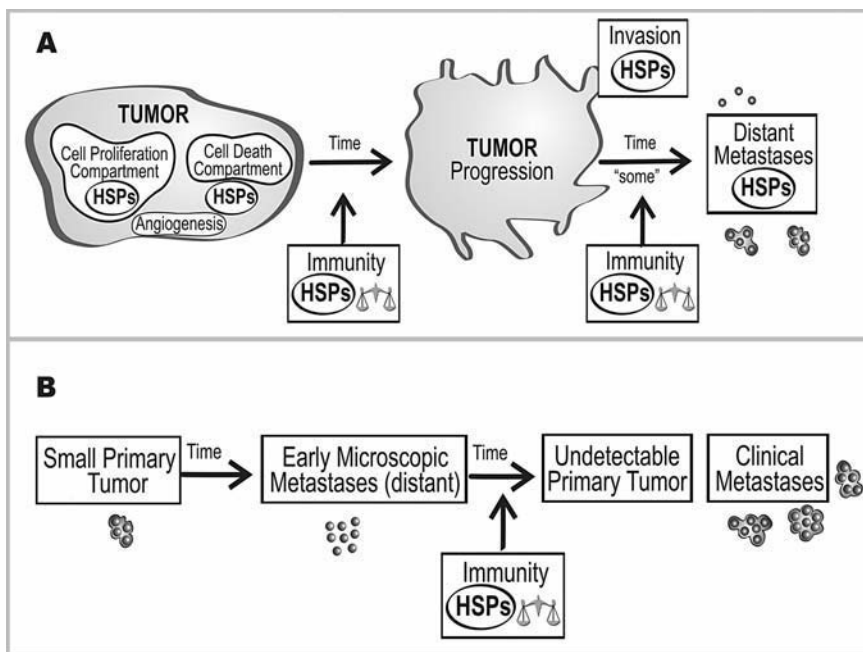 A
TUMOR
Cell Proliferation
Compartment
HSPs
Cell Death
Compartment
HSPs
Angiogenesis
Time
Immunity
HSPs
TUMOR
Progression
Invasion
HSPs
Time
"some"
Immunity
HSPs
Distant
Metastases
HSPs
B
Small Primary
Tumor
Time
Early Microscopic
Metastases (distant)
Time
Immunity
HSPs
Undetectable
Primary Tumor
Clinical
Metastases